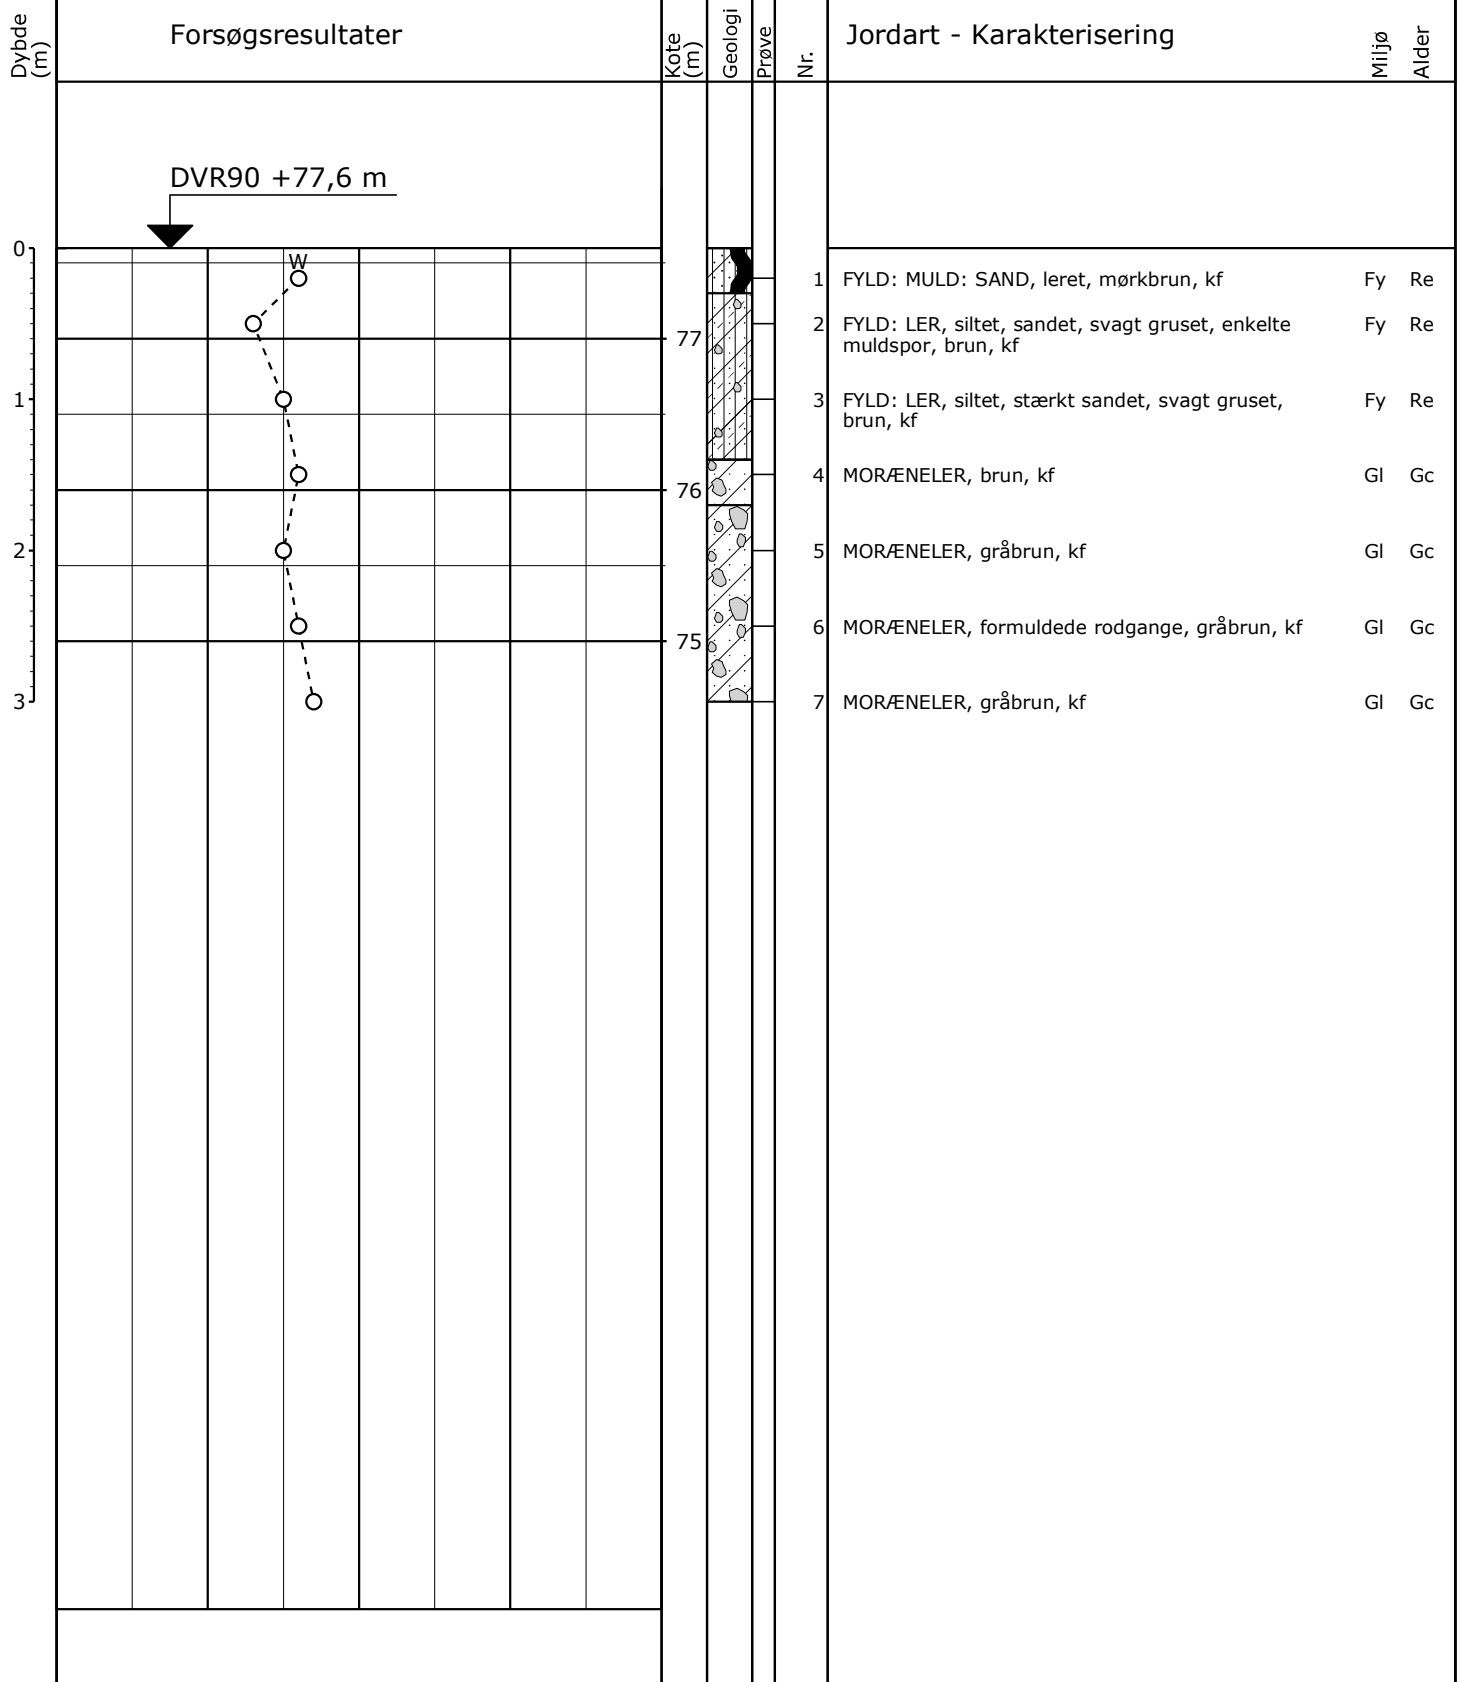 Dybde (m)
Forsøgsresultater
Kote (m)
Geologi
Prøve
Nr.
Jordart - Karakterisering
Miljø
Alder
DVR90 +77,6 m
0
W
1 FYLD: MULD: SAND, leret, mørkbrun, kf Fy Re
2 FYLD: LER, siltet, sandet, svagt gruset, enkelte Fy Re
muldspor, brun, kf
77
1
3 FYLD: LER, siltet, stærkt sandet, svagt gruset, Fy Re
brun, kf
4 MORÆNELER, brun, kf Gl Gc
76
2
5 MORÆNELER, gråbrun, kf Gl Gc
6 MORÆNELER, formuldede rodgange, gråbrun, kf Gl Gc
75
3
7 MORÆNELER, gråbrun, kf Gl Gc